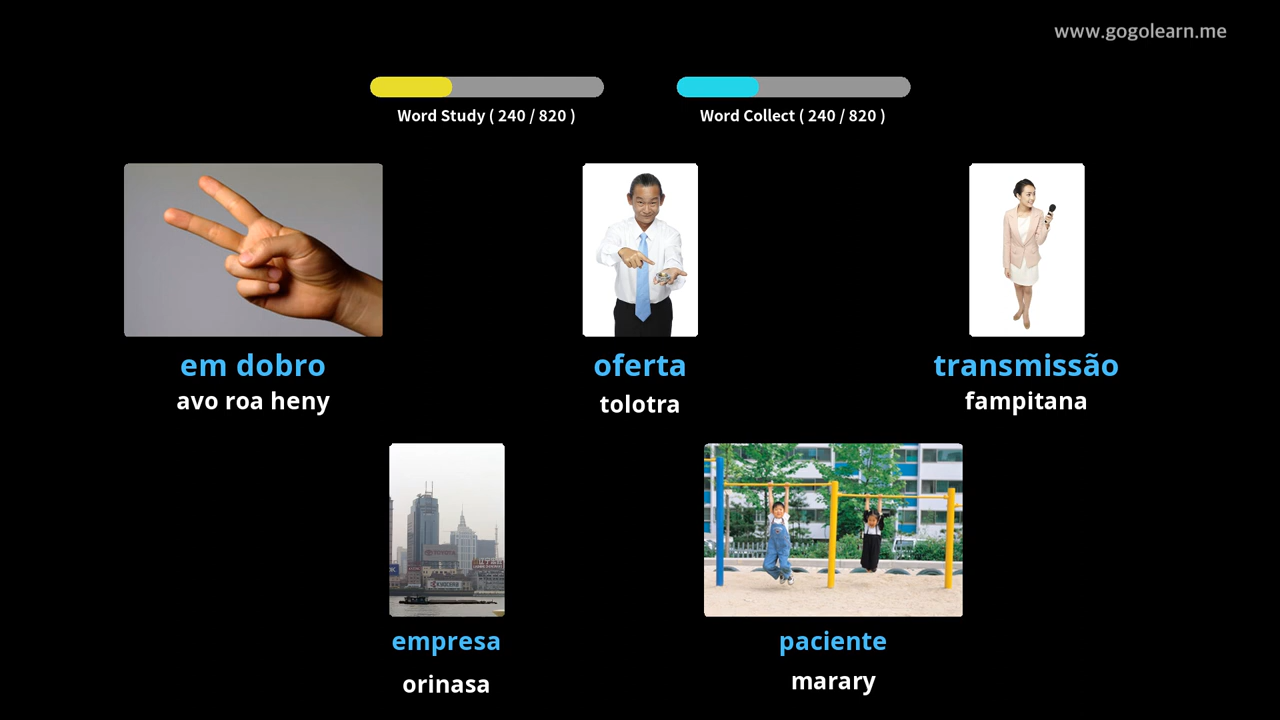 www.gogolearn.me
Word Study ( 240 / 820 )
Word Collect ( 240 / 820 )
em dobro
avo roa heny
oferta
tolotra
transmissão
fampitana
TOYOTA
empresa
orinasa
paciente
marary